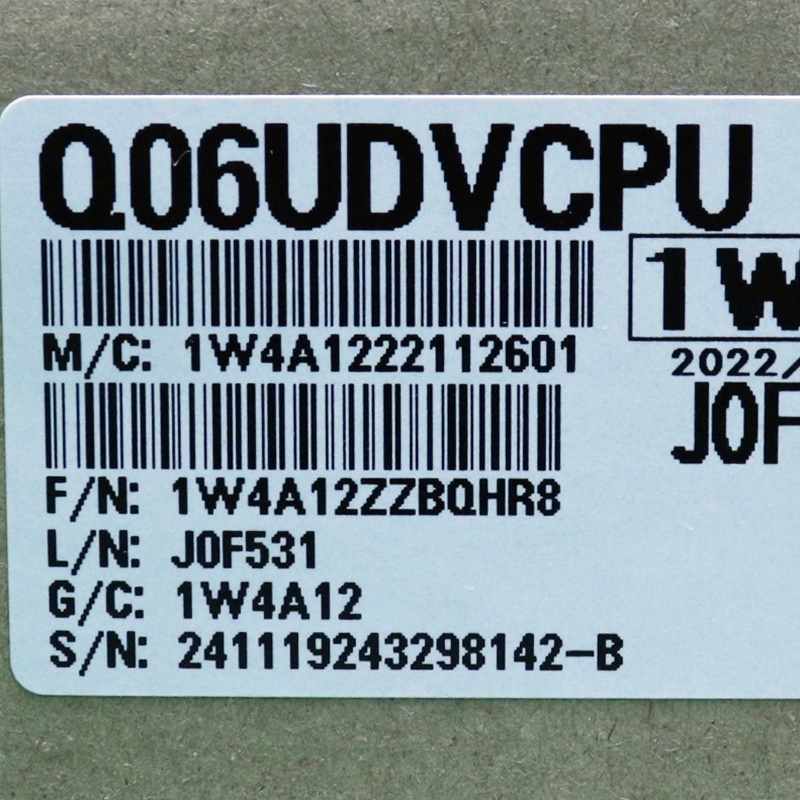 Q06UDVCPU
1W
M/C: 1W4A1222112601
2022/
J0F
F/N: 1W4A12ZZBQHR8
L/N: J0F531
G/C: 1W4A12
S/N: 241119243298142-B